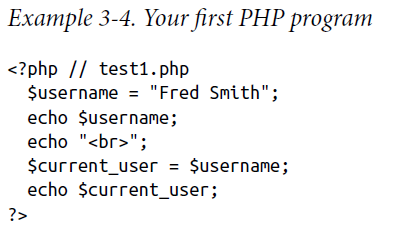 Example 3-4. Your first PHP program
<?php // test1.php
  $username = "Fred Smith";
  echo $username;
  echo "<br>";
  $current_user = $username;
  echo $current_user;
?>